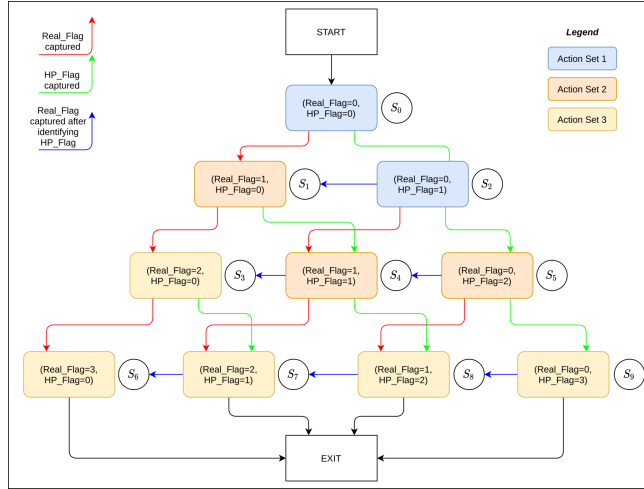 Real_Flag
captured
HP_Flag
captured
Real_Flag
captured after
identifying
HP_Flag
START
Legend
Action Set 1
Action Set 2
Action Set 3
(Real_Flag=0,
HP_Flag=0)
S0
(Real_Flag=1,
HP_Flag=0)
S1
(Real_Flag=0,
HP_Flag=1)
S2
(Real_Flag=2,
HP_Flag=0)
S3
(Real_Flag=1,
HP_Flag=1)
S4
(Real_Flag=0,
HP_Flag=2)
S5
(Real_Flag=3,
HP_Flag=0)
S6
(Real_Flag=2,
HP_Flag=1)
S7
(Real_Flag=1,
HP_Flag=2)
S8
(Real_Flag=0,
HP_Flag=3)
S9
EXIT